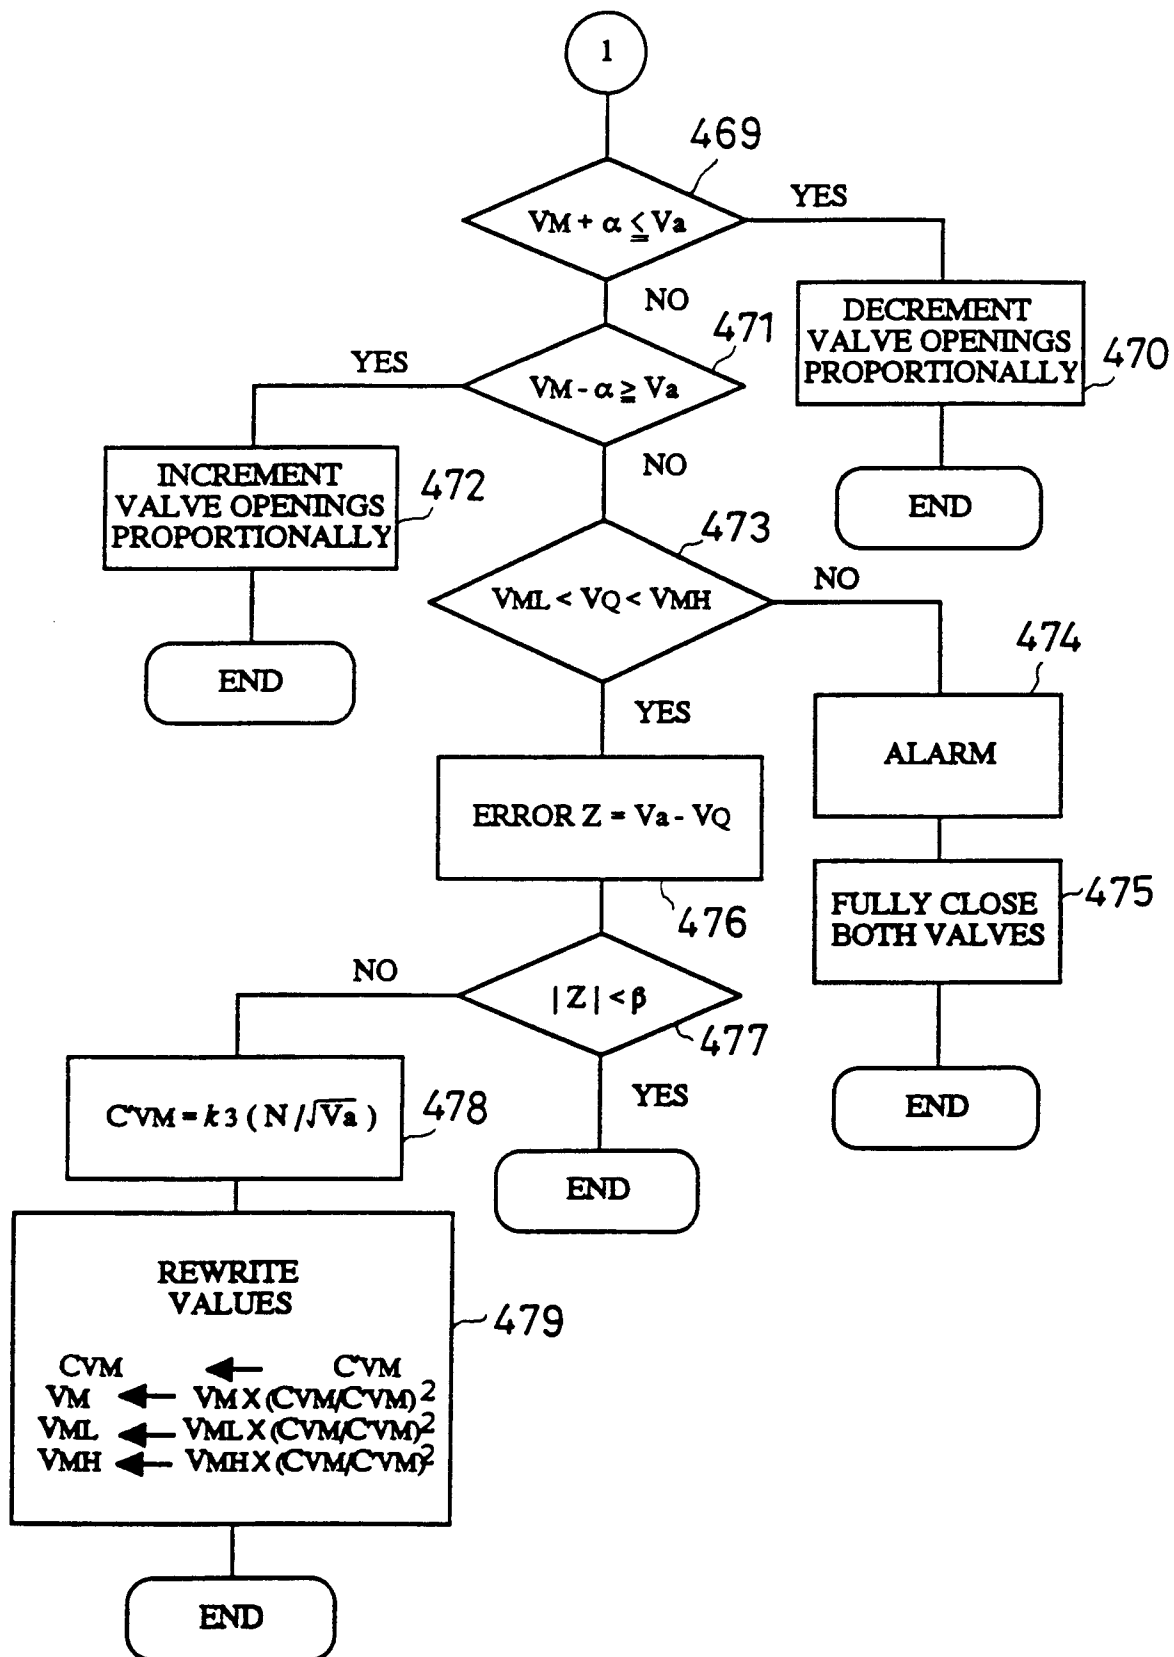 1
469
VM + α ≦ Va
YES
NO
DECREMENT
VALVE OPENINGS
PROPORTIONALLY
470
471
YES
VM - α ≧ Va
NO
END
INCREMENT
VALVE OPENINGS
PROPORTIONALLY
472
473
VML < VQ < VMH
NO
END
YES
474
ALARM
ERROR Z = Va - VQ
476
475
FULLY CLOSE
BOTH VALVES
NO
| Z | < β
477
YES
END
C'VM = k3 ( N /√Va )
478
END
REWRITE
VALUES
479
CVM ← C'VM
VM ← VM X (CVM/C'VM)²
VML ← VML X (CVM/C'VM)²
VMH ← VMH X (CVM/C'VM)²
END